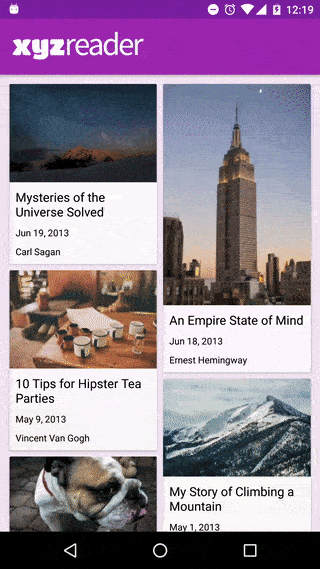 12:19
xyzreader
Mysteries of the
Universe Solved
Jun 19, 2013
Carl Sagan
An Empire State of Mind
Jun 18, 2013
Ernest Hemingway
10 Tips for Hipster Tea
Parties
May 9, 2013
Vincent Van Gogh
My Story of Climbing a
Mountain
May 1, 2013